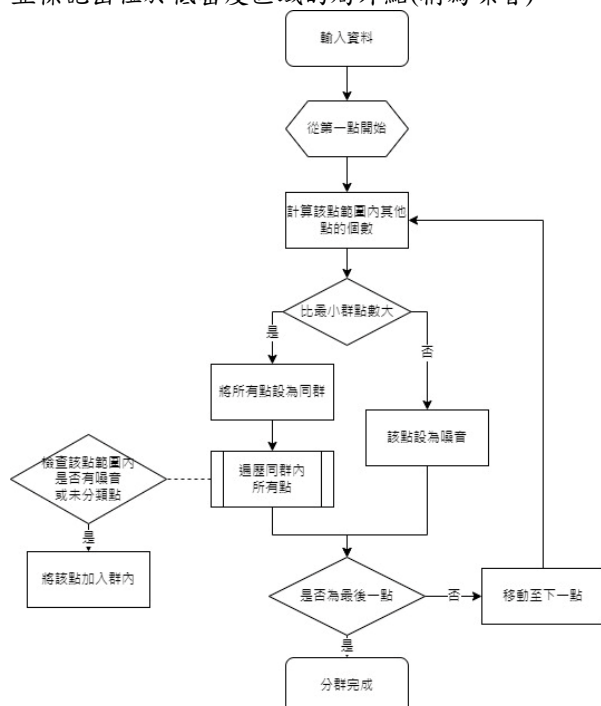 輸入資料
從第一點開始
計算該點範圍內其他
點的個數
比最小群點數大
是
否
將所有點設為同群
該點設為噪音
檢查該點範圍內
是否有噪音
或未分類點
遍歷同群內
所有點
是
將該點加入群內
是否為最後一點
否
移動至下一點
是
分群完成